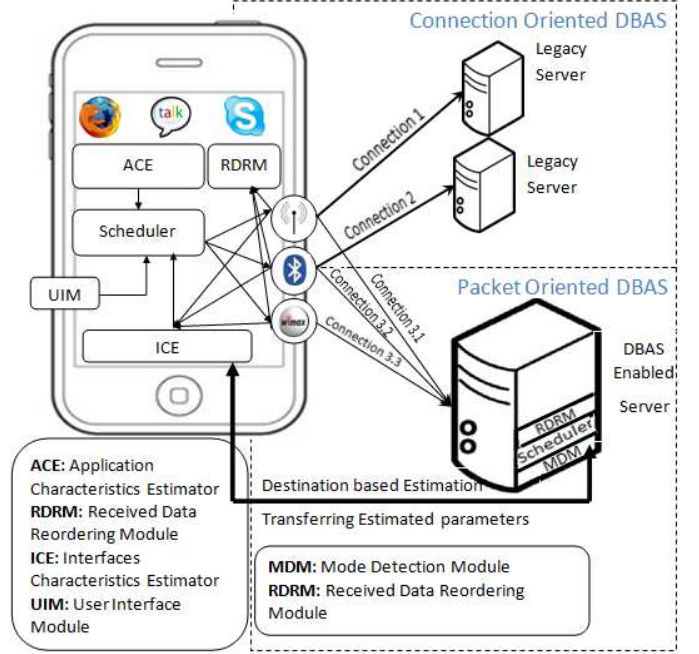 Connection Oriented DBAS
Legacy
Server
talk
ACE
RDRM
Connection 1
Legacy
Server
Scheduler
Connection 2
UIM
Packet Oriented DBAS
Connection 3.1
Connection 3.2
wimax
Connection 3.3
ICE
DBAS
Enabled
Server
RDRM
Scheduler
MDM
ACE: Application
Characteristics Estimator
RDRM: Received Data
Reordering Module
ICE: Interfaces
Characteristics Estimator
UIM: User Interface
Module
Destination based Estimation
Transferring Estimated parameters
MDM: Mode Detection Module
RDRM: Received Data Reordering
Module